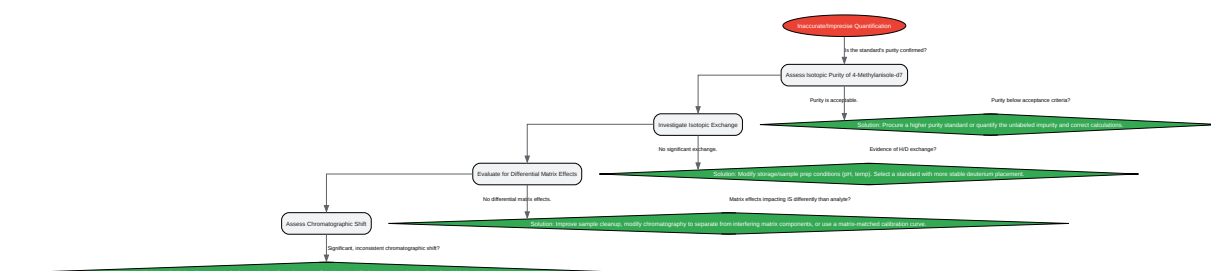 Inaccurate/Imprecise Quantification
Is the standard's purity confirmed?
Assess Isotopic Purity of 4-Methylanisole-d7
Purity is acceptable.
Purity below acceptance criteria?
Investigate Isotopic Exchange
Solution: Procure a higher purity standard or quantify the unlabeled impurity and correct calculations.
No significant exchange.
Evidence of H/D exchange?
Evaluate for Differential Matrix Effects
Solution: Modify storage/sample prep conditions (pH, temp). Select a standard with more stable deuterium placement.
No differential matrix effects.
Matrix effects impacting IS differently than analyte?
Assess Chromatographic Shift
Solution: Improve sample cleanup, modify chromatography to separate from interfering matrix components, or use a matrix-matched calibration curve.
Significant, inconsistent chromatographic shift?